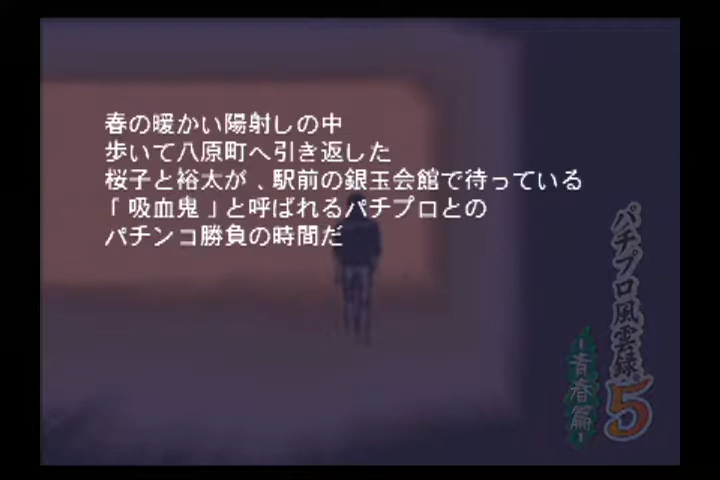 春の暖かい陽射しの中
歩いて八原町へ引き返した
桜子と裕太が、駅前の銀玉会館で待っている
「吸血鬼」と呼ばれるパチプロとの
パチンコ勝負の時間だ
パチプロ風雲録5
-青春篇-